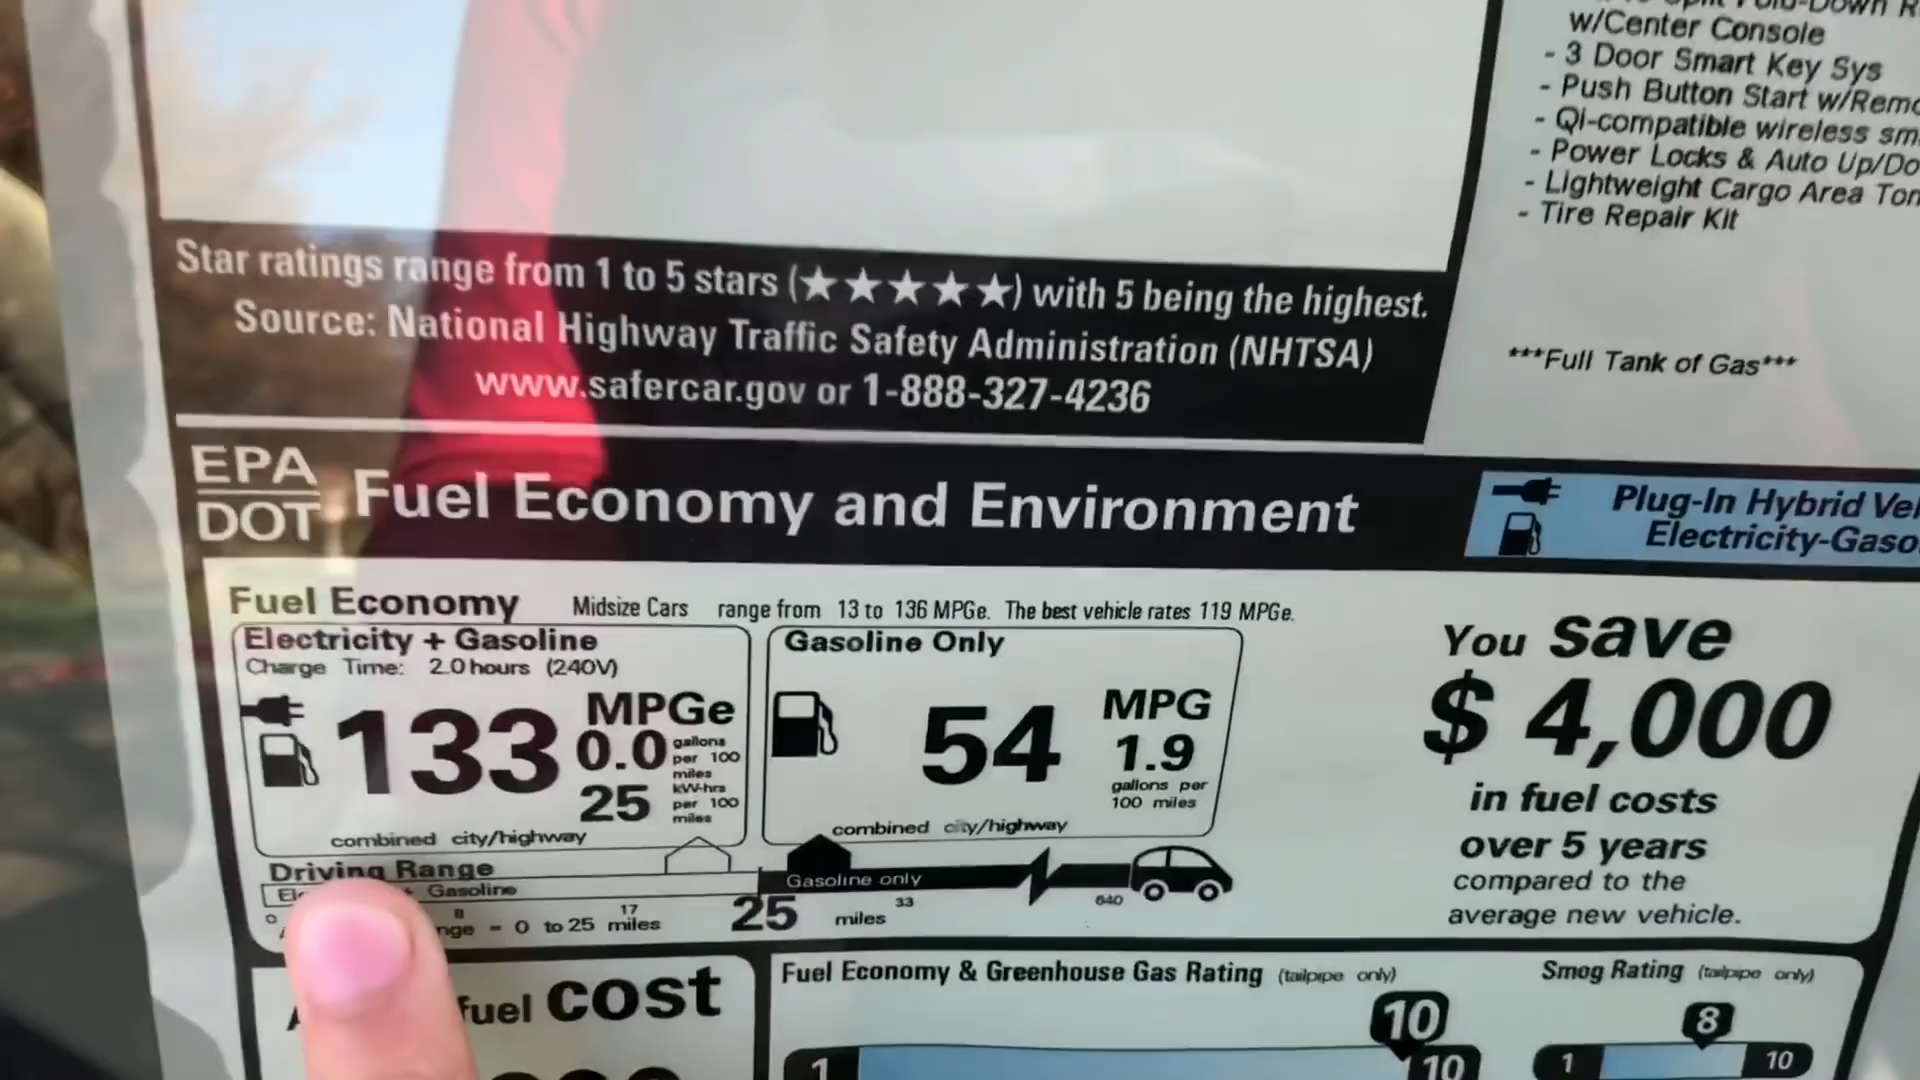 w/Center Console
- 3 Door Smart Key Sys
- Push Button Start w/Remo
- Qi-compatible wireless sm
- Power Locks & Auto Up/Do
- Lightweight Cargo Area Ton
- Tire Repair Kit
***Full Tank of Gas***
Star ratings range from 1 to 5 stars (★★★★★) with 5 being the highest.
Source: National Highway Traffic Safety Administration (NHTSA)
www.safercar.gov or 1-888-327-4236
EPA
DOT
Fuel Economy and Environment
Plug-In Hybrid Veh
Electricity-Gaso
Fuel Economy
Midsize Cars range from 13 to 136 MPGe. The best vehicle rates 119 MPGe.
Electricity + Gasoline
Charge Time: 2.0 hours (240V)
133
MPGe
0.0 gallons per 100 miles
25 kW-hrs per 100 miles
combined city/highway
Gasoline Only
54
MPG
1.9
gallons per
100 miles
combined city/highway
You save
$ 4,000
in fuel costs
over 5 years
compared to the
average new vehicle.
Driving Range
Gasoline
Gasoline only
0 8 17 25 miles 33 640
= 0 to 25 miles
fuel cost
Fuel Economy & Greenhouse Gas Rating (tailpipe only)
10
1 10
Smog Rating (tailpipe only)
8
1 10